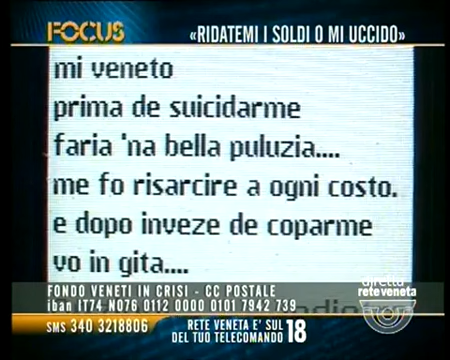 FOCUS
«RIDATEMI I SOLDI O MI UCCIDO»
mi veneto
prima de suicidarme
faria 'na bella puluzia....
me fo risarcire a ogni costo.
e dopo inveze de coparme
vo in gita....
FONDO VENETI IN CRISI - CC POSTALE
iban IT74 N076 0112 0000 0101 7942 739
diretta
reteveneta
SMS 340 3218806
RETE VENETA E' SUL
DEL TUO TELECOMANDO 18